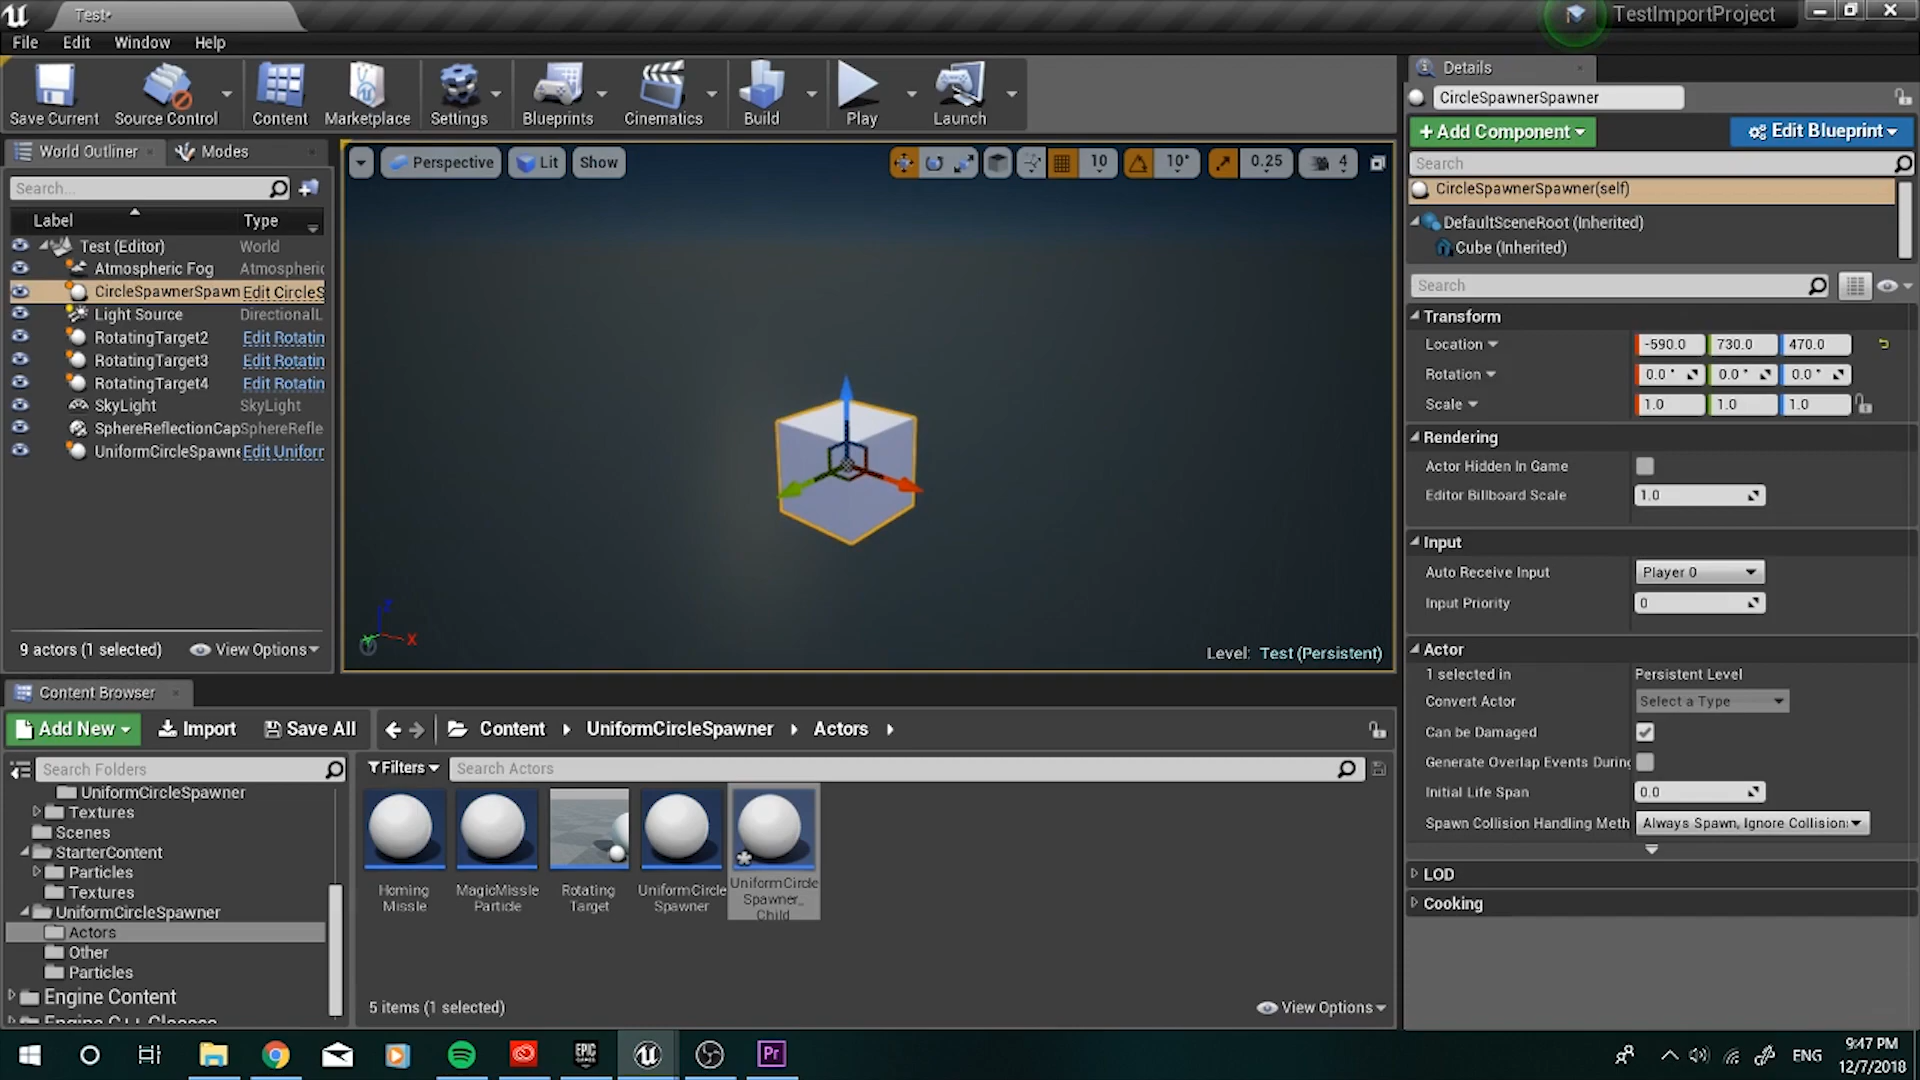 Test*
TestImportProject
File Edit Window Help
Save Current
Source Control
Content
Marketplace
Settings
Blueprints
Cinematics
Build
Play
Launch
World Outliner
Modes
Search...
Label Type
Test (Editor) World
Atmospheric Fog Atmospheric
CircleSpawnerSpawn Edit CircleS
Light Source DirectionalL
RotatingTarget2 Edit Rotatin
RotatingTarget3 Edit Rotatin
RotatingTarget4 Edit Rotatin
SkyLight SkyLight
SphereReflectionCap SphereRefle
UniformCircleSpawne Edit Uniforr
9 actors (1 selected) View Options
Perspective Lit Show
10 10° 0.25 4
X
Level: Test (Persistent)
Details
CircleSpawnerSpawner
+ Add Component
Edit Blueprint
Search
CircleSpawnerSpawner(self)
DefaultSceneRoot (Inherited)
Cube (Inherited)
Search
Transform
Location -590.0 730.0 470.0
Rotation 0.0 ° 0.0 ° 0.0 °
Scale 1.0 1.0 1.0
Rendering
Actor Hidden In Game
Editor Billboard Scale 1.0
Input
Auto Receive Input Player 0
Input Priority 0
Actor
1 selected in Persistent Level
Convert Actor Select a Type
Can be Damaged
Generate Overlap Events During
Initial Life Span 0.0
Spawn Collision Handling Meth Always Spawn, Ignore Collision:
LOD
Cooking
Content Browser
Add New Import Save All Content UniformCircleSpawner Actors
Search Folders
Filters Search Actors
UniformCircleSpawner
Textures
Scenes
StarterContent
Particles
Textures
UniformCircleSpawner
Actors
Other
Particles
Engine Content
Engine C++ Classes
Homing
Missle
MagicMissle
Particle
Rotating
Target
UniformCircle
Spawner
UniformCircle
Spawner_
Child
5 items (1 selected) View Options
EPIC
GAMES
Pr
ENG
9:47 PM
12/7/2018